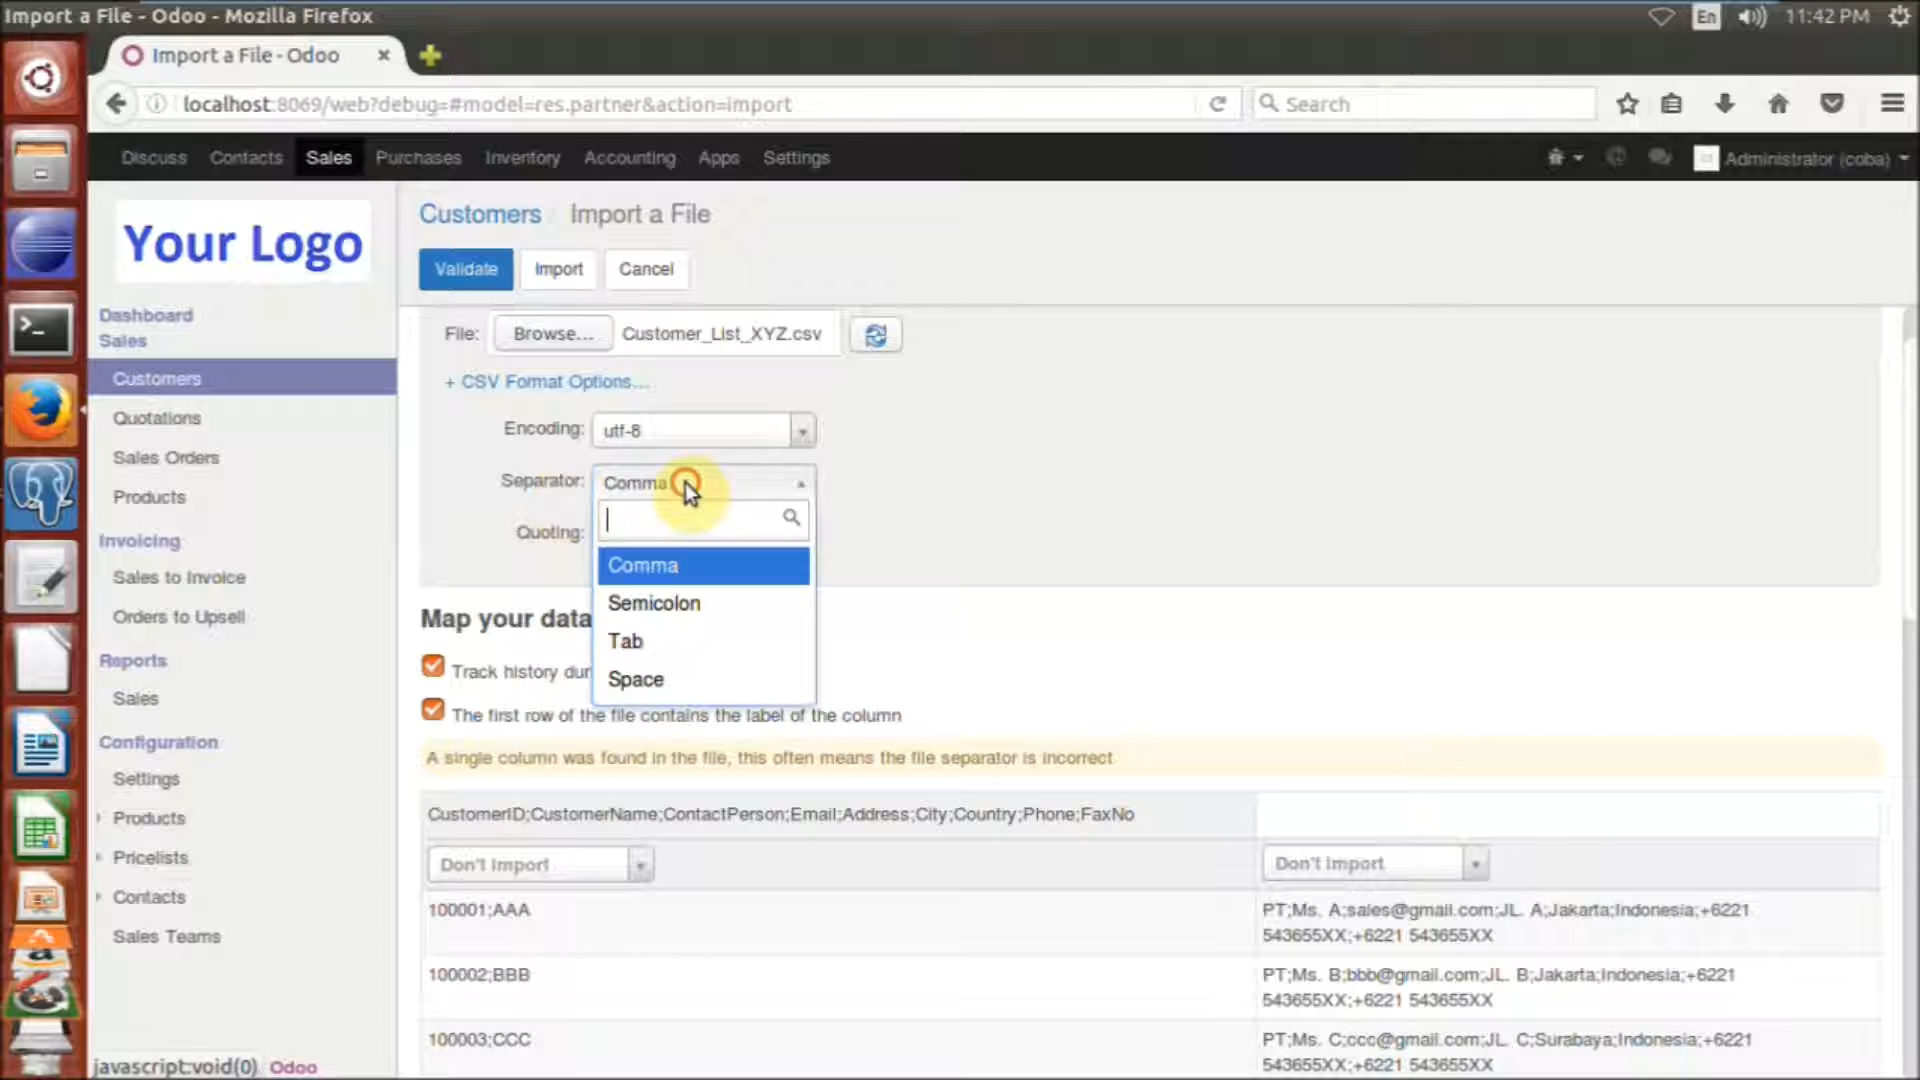 Import a File - Odoo - Mozilla Firefox
En
11:42 PM
Import a File - Odoo
localhost:8069/web?debug=#model=res.partner&action=import
Search
Discuss
Contacts
Sales
Purchases
Inventory
Accounting
Apps
Settings
Administrator (coba)
Your Logo
Dashboard
Sales
Customers
Quotations
Sales Orders
Products
Invoicing
Sales to Invoice
Orders to Upsell
Reports
Sales
Configuration
Settings
Products
Pricelists
Contacts
Sales Teams
javascript:void(0) Odoo
Customers / Import a File
Validate
Import
Cancel
File:
Browse...
Customer_List_XYZ.csv
+ CSV Format Options...
Encoding:
utf-8
Separator:
Comma
Quoting:
Comma
Semicolon
Tab
Space
Map your data
Track history dur
The first row of the file contains the label of the column
A single column was found in the file, this often means the file separator is incorrect
CustomerID;CustomerName;ContactPerson;Email;Address;City;Country;Phone;FaxNo
Don't Import
Don't Import
100001;AAA
PT;Ms. A;sales@gmail.com;JL. A;Jakarta;Indonesia;+6221
543655XX;+6221 543655XX
100002;BBB
PT;Ms. B;bbb@gmail.com;JL. B;Jakarta;Indonesia;+6221
543655XX;+6221 543655XX
100003;CCC
PT;Ms. C;ccc@gmail.com;JL. C;Surabaya;Indonesia;+6221
543655XX;+6221 543655XX